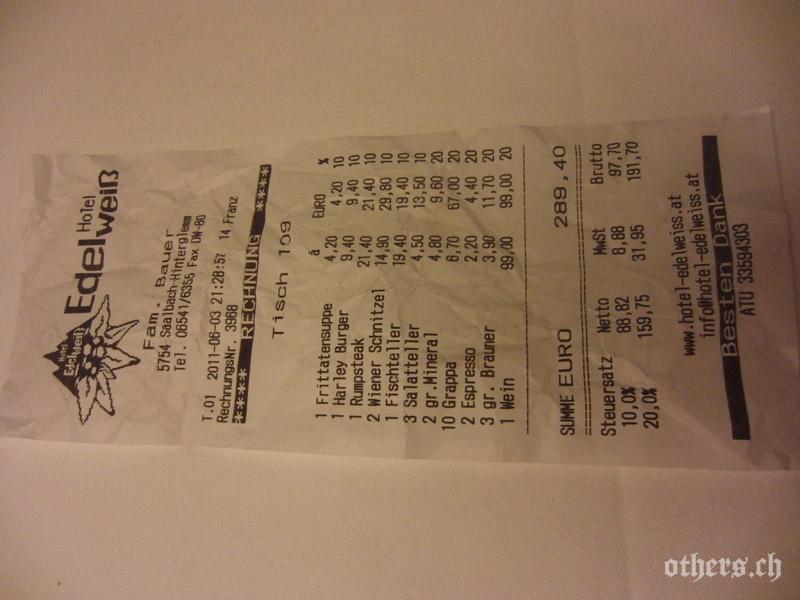 Hotel
Edelweiß
Hotel
Edelweiß
Fam. Bauer
5754 Saalbach-Hinterglemm
Tel. 06541/6355 Fax DW-80
T.01 2011-06-03 21:28:57 14 Franz
RechnungsNr. 3968
***** RECHNUNG *****
Tisch 109
á EURO %
1 Frittatensuppe 4,20 4,20 10
1 Harley Burger 9,40 9,40 10
1 Rumpsteak 21,40 21,40 10
2 Wiener Schnitzel 14,90 29,80 10
1 Fischteller 19,40 19,40 10
3 Salatteller 4,50 13,50 10
2 gr.Mineral 4,80 9,60 20
10 Grappa 6,70 67,00 20
2 Espresso 2,20 4,40 20
3 gr. Brauner 3,90 11,70 20
1 Wein 99,00 99,00 20
SUMME EURO 289,40
Steuersatz Netto MwSt Brutto
10,0% 88,82 8,88 97,70
20,0% 159,75 31,95 191,70
www.hotel-edelweiss.at
info@hotel-edelweiss.at
Besten Dank
ATU 33594303
others.ch